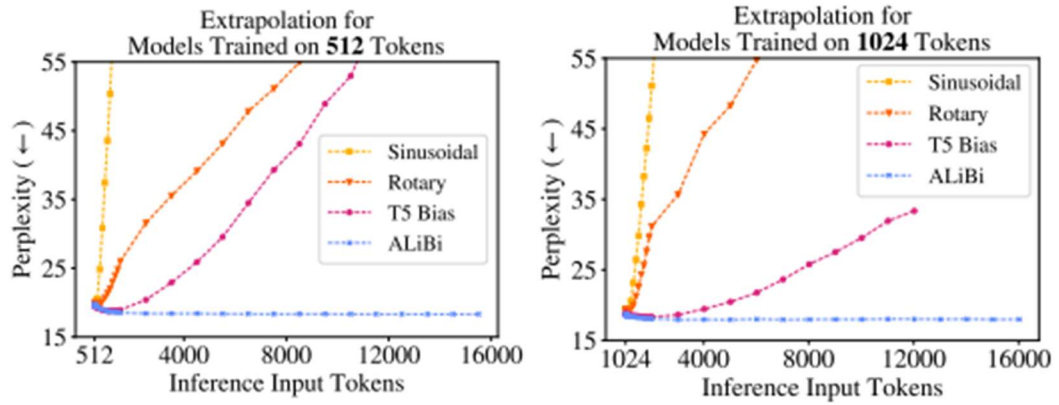 Extrapolation for
Models Trained on 512 Tokens
55
45
35
25
15
Perplexity (←)
Sinusoidal
Rotary
T5 Bias
ALiBi
512
4000
8000
12000
16000
Inference Input Tokens
Extrapolation for
Models Trained on 1024 Tokens
55
45
35
25
15
Perplexity (←)
Sinusoidal
Rotary
T5 Bias
ALiBi
1024
4000
8000
12000
16000
Inference Input Tokens